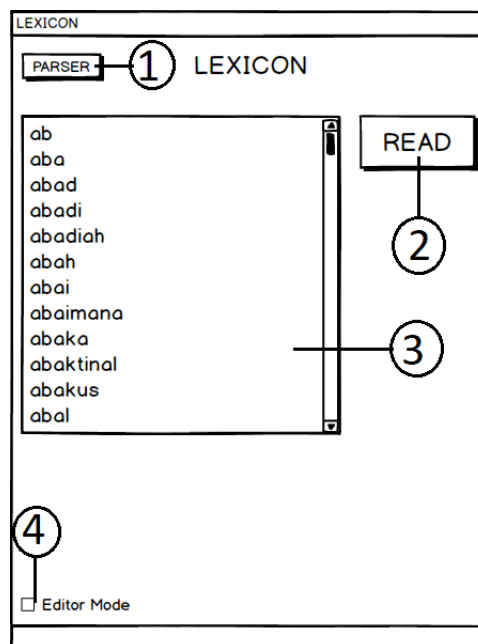 LEXICON
PARSER
1
LEXICON
ab
aba
abad
abadi
abadiah
abah
abai
abaimana
abaka
abaktinal
abakus
abal
READ
2
3
4
Editor Mode